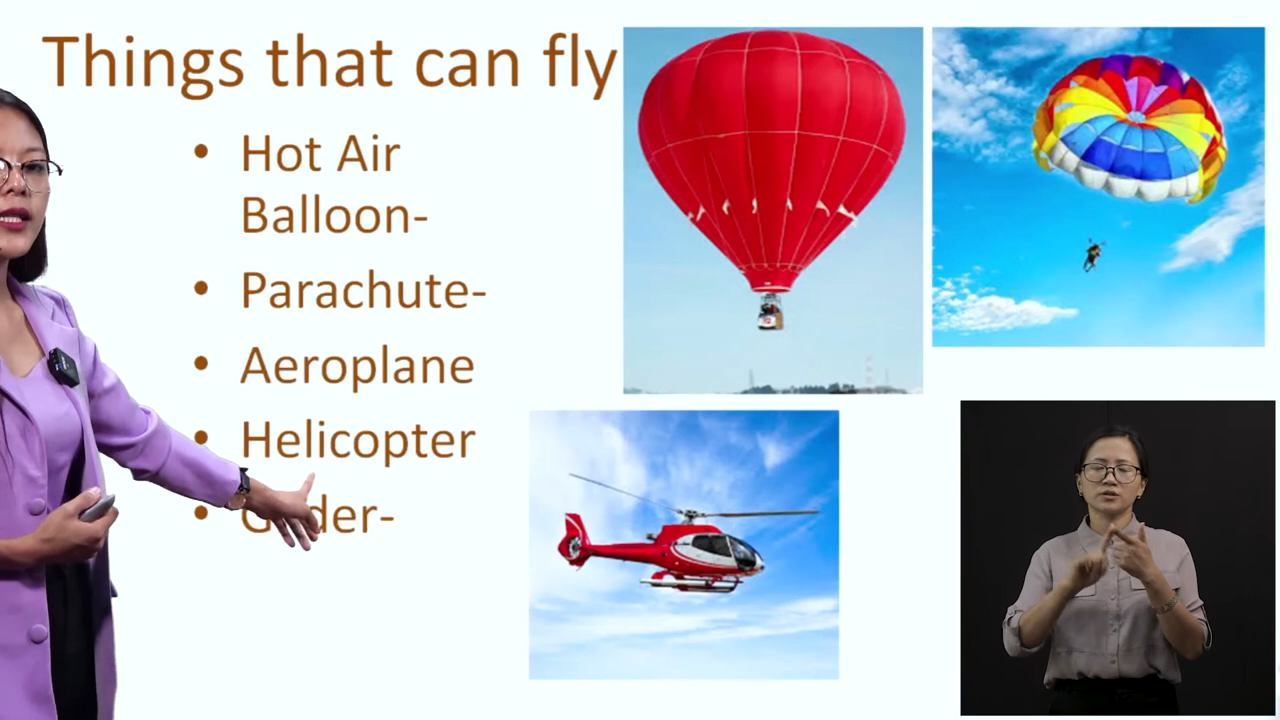 Things that can fly
• Hot Air
Balloon-
• Parachute-
• Aeroplane
• Helicopter